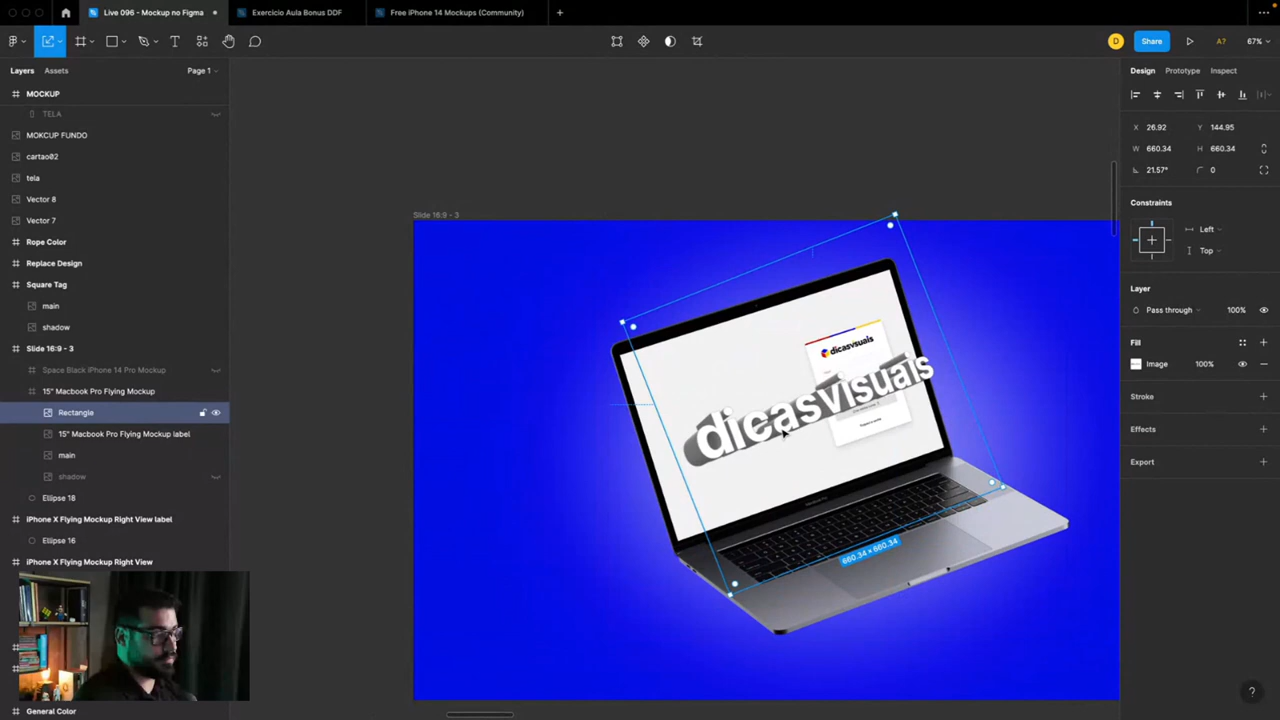 Live 096 - Mockup no Figma
Exercício Aula Bonus DDF
Free iPhone 14 Mockups (Community)
D
Share
A?
67%
Layers
Assets
Page 1
MOCKUP
TELA
MOKCUP FUNDO
cartao02
tela
Vector 8
Vector 7
Rope Color
Replace Design
Square Tag
main
shadow
Slide 16:9 - 3
Space Black iPhone 14 Pro Mockup
15" Macbook Pro Flying Mockup
Rectangle
15" Macbook Pro Flying Mockup label
main
shadow
Ellipse 18
iPhone X Flying Mockup Right View label
Ellipse 16
iPhone X Flying Mockup Right View
General Color
Slide 16:9 - 3
dicasvsuais
dicasvisuais
660.34 × 660.34
Design
Prototype
Inspect
X 26.92
Y 144.95
W 660.34
H 660.34
21.57°
0
Constraints
Left
Top
Layer
Pass through
100%
Fill
Image
100%
Stroke
Effects
Export
?